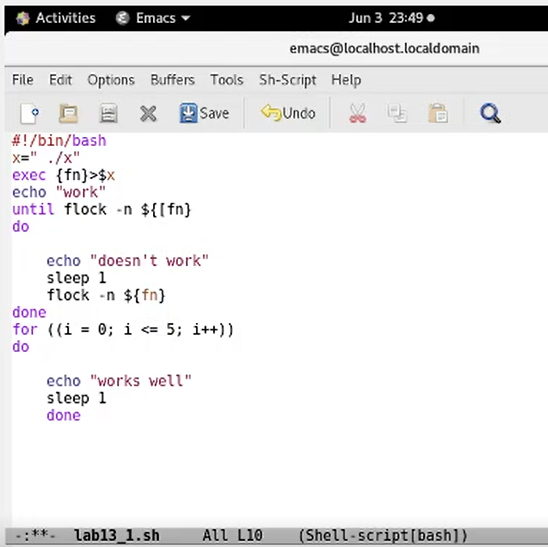 Activities Emacs Jun 3 23:49
emacs@localhost.localdomain
File Edit Options Buffers Tools Sh-Script Help
Save Undo
#!/bin/bash
x=" ./x"
exec {fn}>$x
echo "work"
until flock -n ${[fn}
do
echo "doesn't work"
sleep 1
flock -n ${fn}
done
for ((i = 0; i <= 5; i++))
do
echo "works well"
sleep 1
done
-:**- lab13_1.sh All L10 (Shell-script[bash])